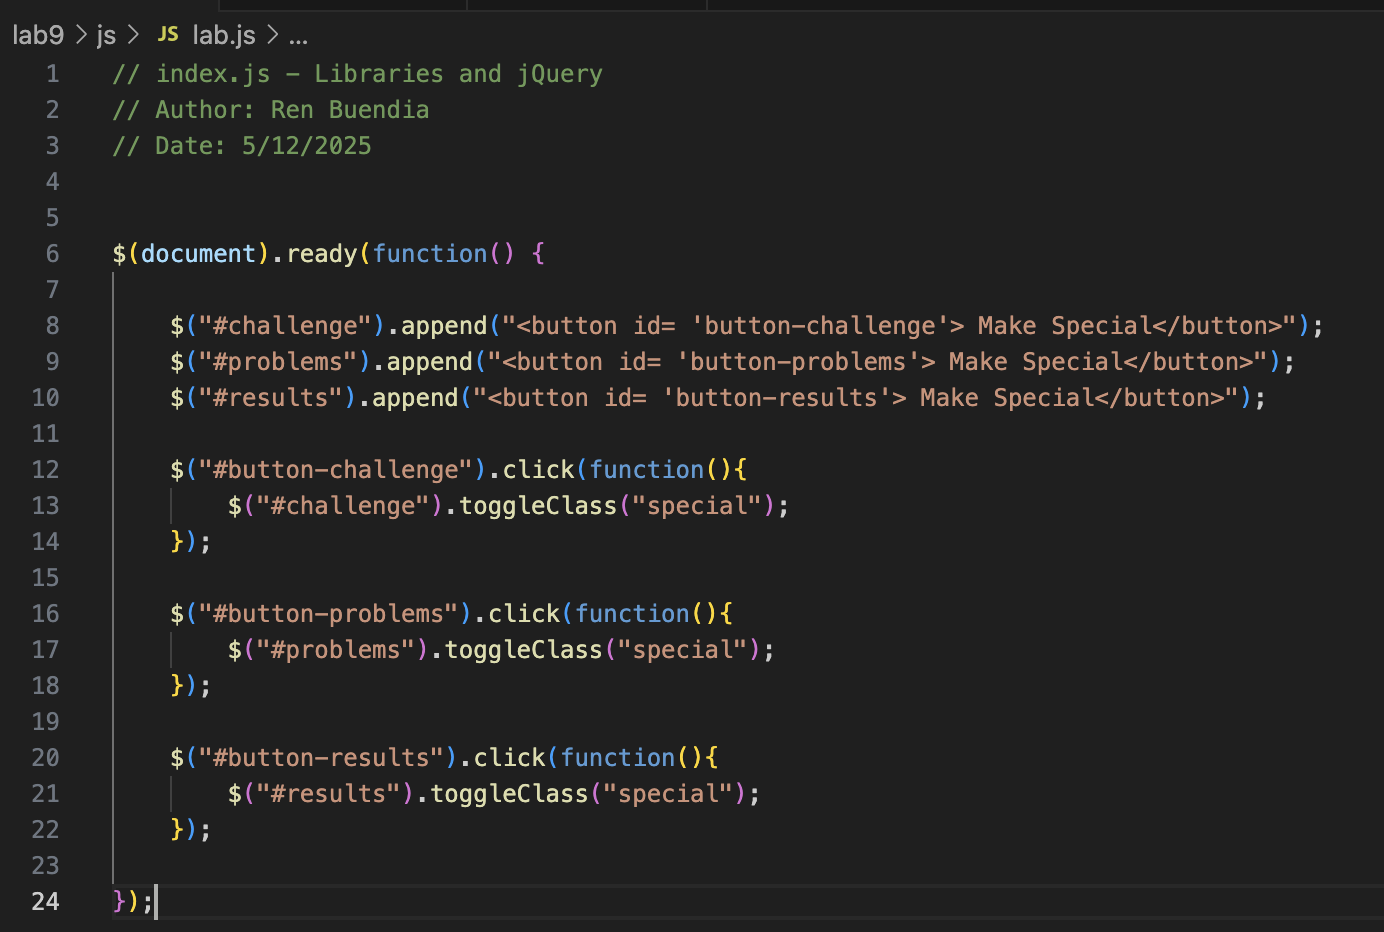 lab9 > js > JS lab.js > ...
1 // index.js – Libraries and jQuery
2 // Author: Ren Buendia
3 // Date: 5/12/2025
4
5
6 $(document).ready(function() {
7
8     $("#challenge").append("<button id= 'button-challenge'> Make Special</button>");
9     $("#problems").append("<button id= 'button-problems'> Make Special</button>");
10     $("#results").append("<button id= 'button-results'> Make Special</button>");
11
12     $("#button-challenge").click(function(){
13         $("#challenge").toggleClass("special");
14     });
15
16     $("#button-problems").click(function(){
17         $("#problems").toggleClass("special");
18     });
19
20     $("#button-results").click(function(){
21         $("#results").toggleClass("special");
22     });
23
24 });